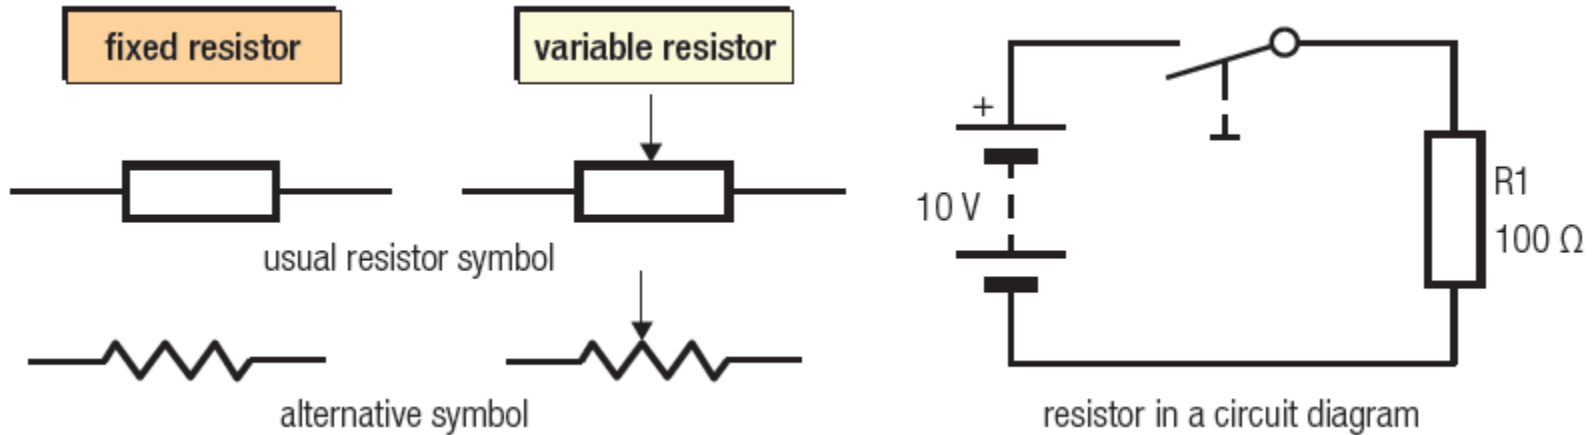 fixed resistor
variable resistor
usual resistor symbol
alternative symbol
+
10 V
R1
100 Ω
resistor in a circuit diagram